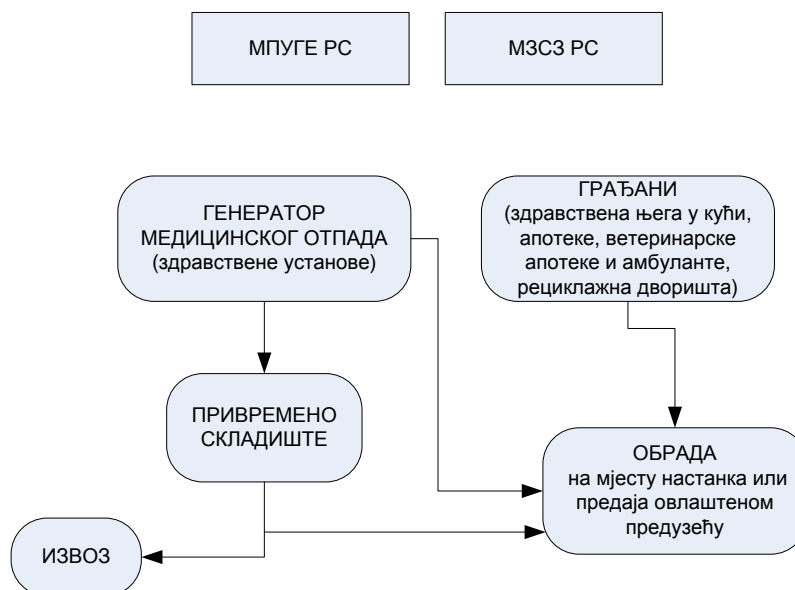 МПУГЕ РС
МЗСЗ РС
ГЕНЕРАТОР
МЕДИЦИНСКОГ ОТПАДА
(здравствене установе)
ГРАЂАНИ
(здравствена њега у кући,
апотеке, ветеринарске
апотеке и амбуланте,
рециклажна дворишта)
ПРИВРЕМЕНО
СКЛАДИШТЕ
ОБРАДА
на мјесту настанка или
предаја овлаштеном
предузећу
ИЗВОЗ